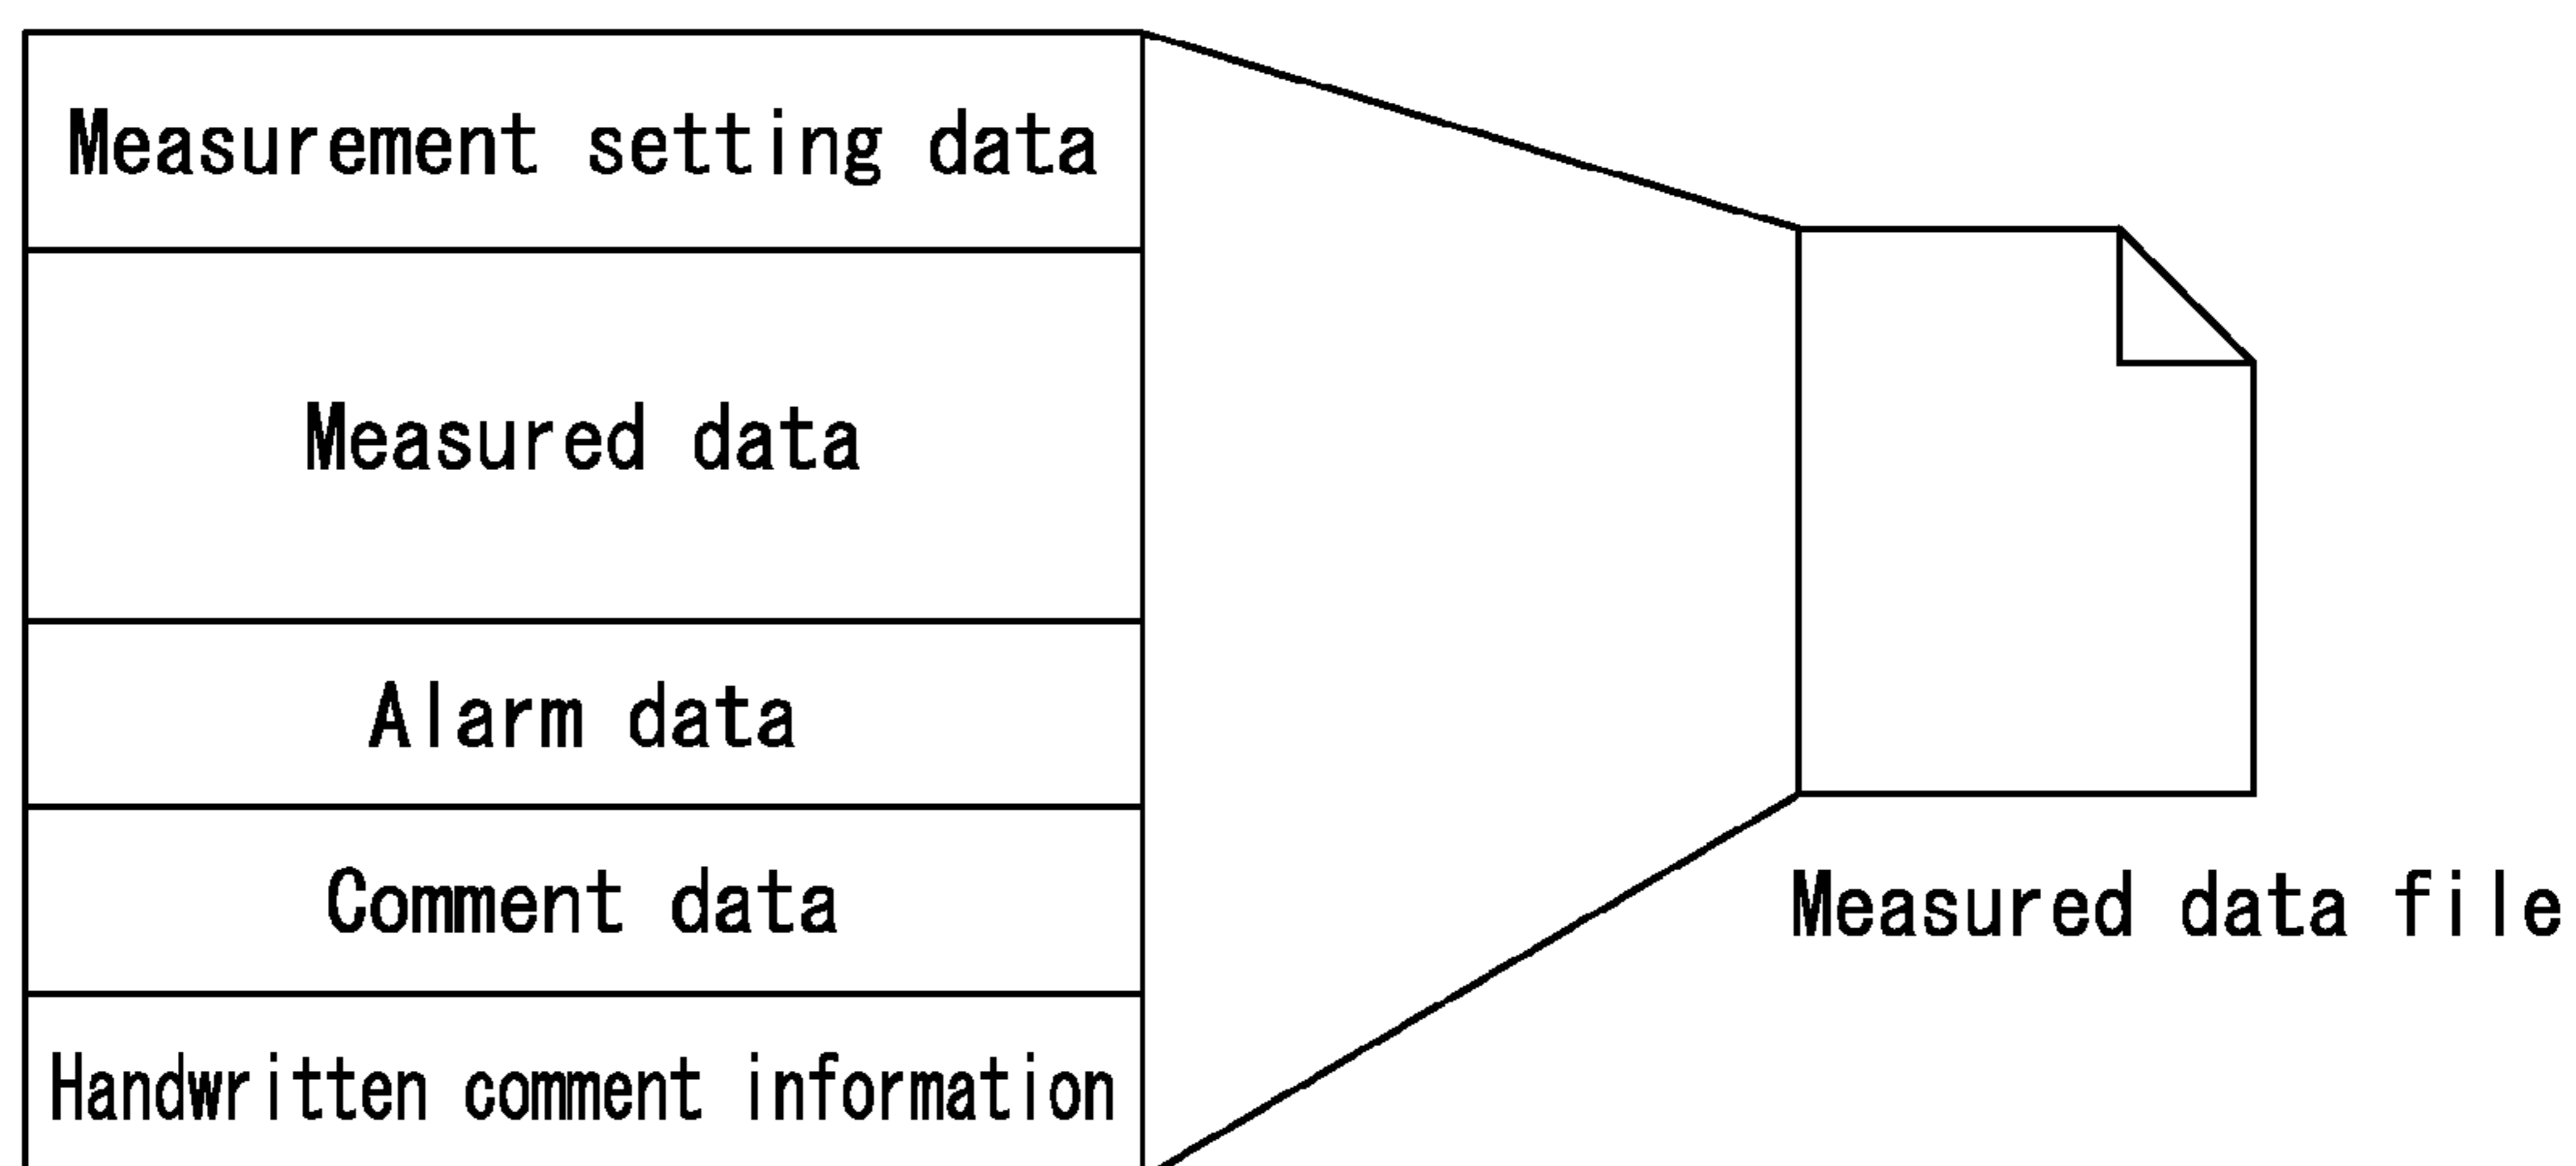 Measurement setting data
Measured data
Alarm data
Comment data
Measured data file
Handwritten comment information